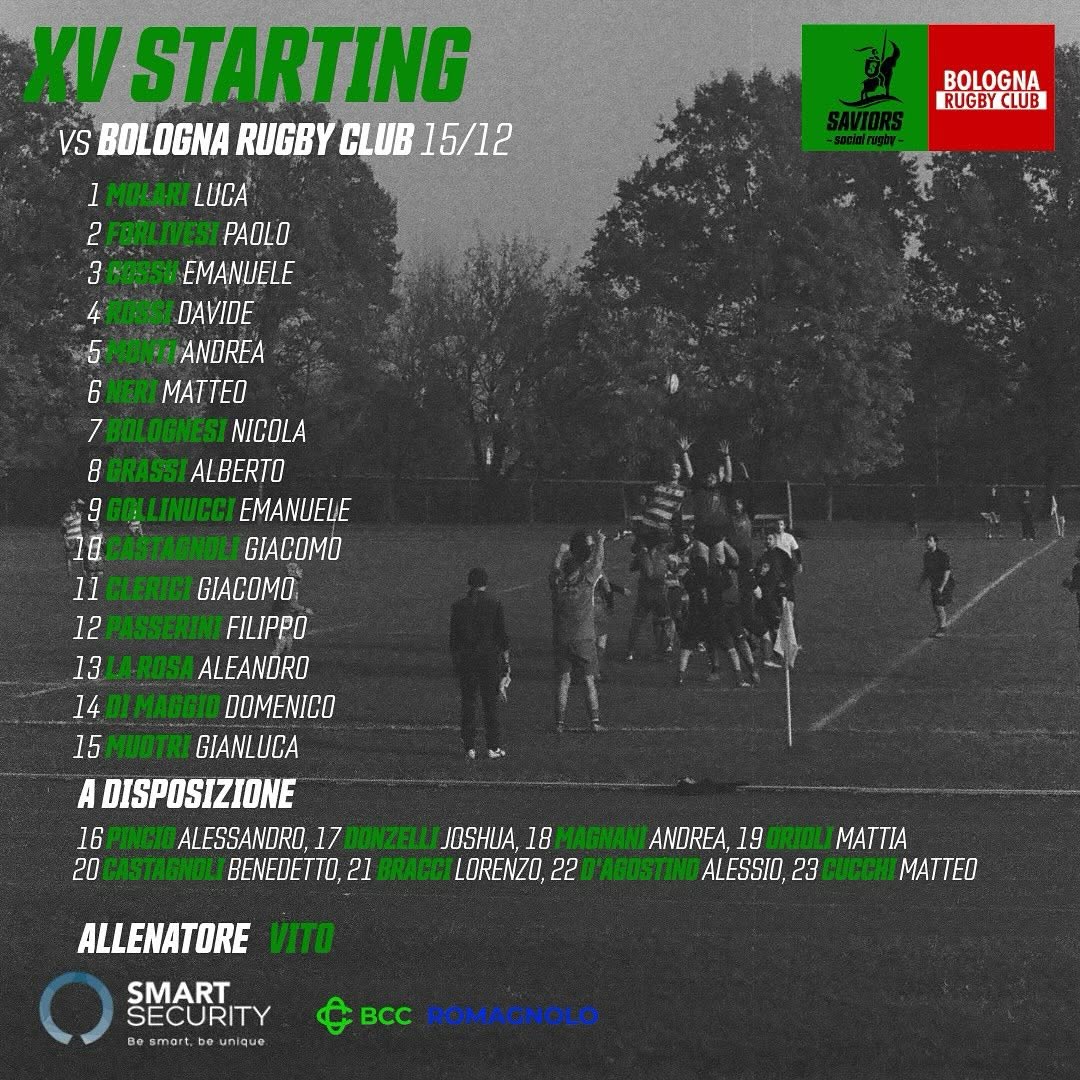 XV STARTING
VS BOLOGNA RUGBY CLUB 15/12
SAVIORS
- social rugby -
BOLOGNA
RUGBY CLUB
1 MOLARI LUCA
2 FORLIVESI PAOLO
3 COSSU EMANUELE
4 ROSSI DAVIDE
5 MONTI ANDREA
6 NERI MATTEO
7 BOLOGNESI NICOLA
8 GRASSI ALBERTO
9 GOLLINUCCI EMANUELE
10 CASTAGNOLI GIACOMO
11 CLERICI GIACOMO
12 PASSERINI FILIPPO
13 LA ROSA ALEANDRO
14 DI MAGGIO DOMENICO
15 MUOTRI GIANLUCA
A DISPOSIZIONE
16 PINCIO ALESSANDRO, 17 DONZELLI JOSHUA, 18 MAGNANI ANDREA, 19 ORIOLI MATTIA
20 CASTAGNOLI BENEDETTO, 21 BRACCI LORENZO, 22 D'AGOSTINO ALESSIO, 23 CUCCHI MATTEO
ALLENATORE VITO
SMART
SECURITY
Be smart, be unique
BCC ROMAGNOLO